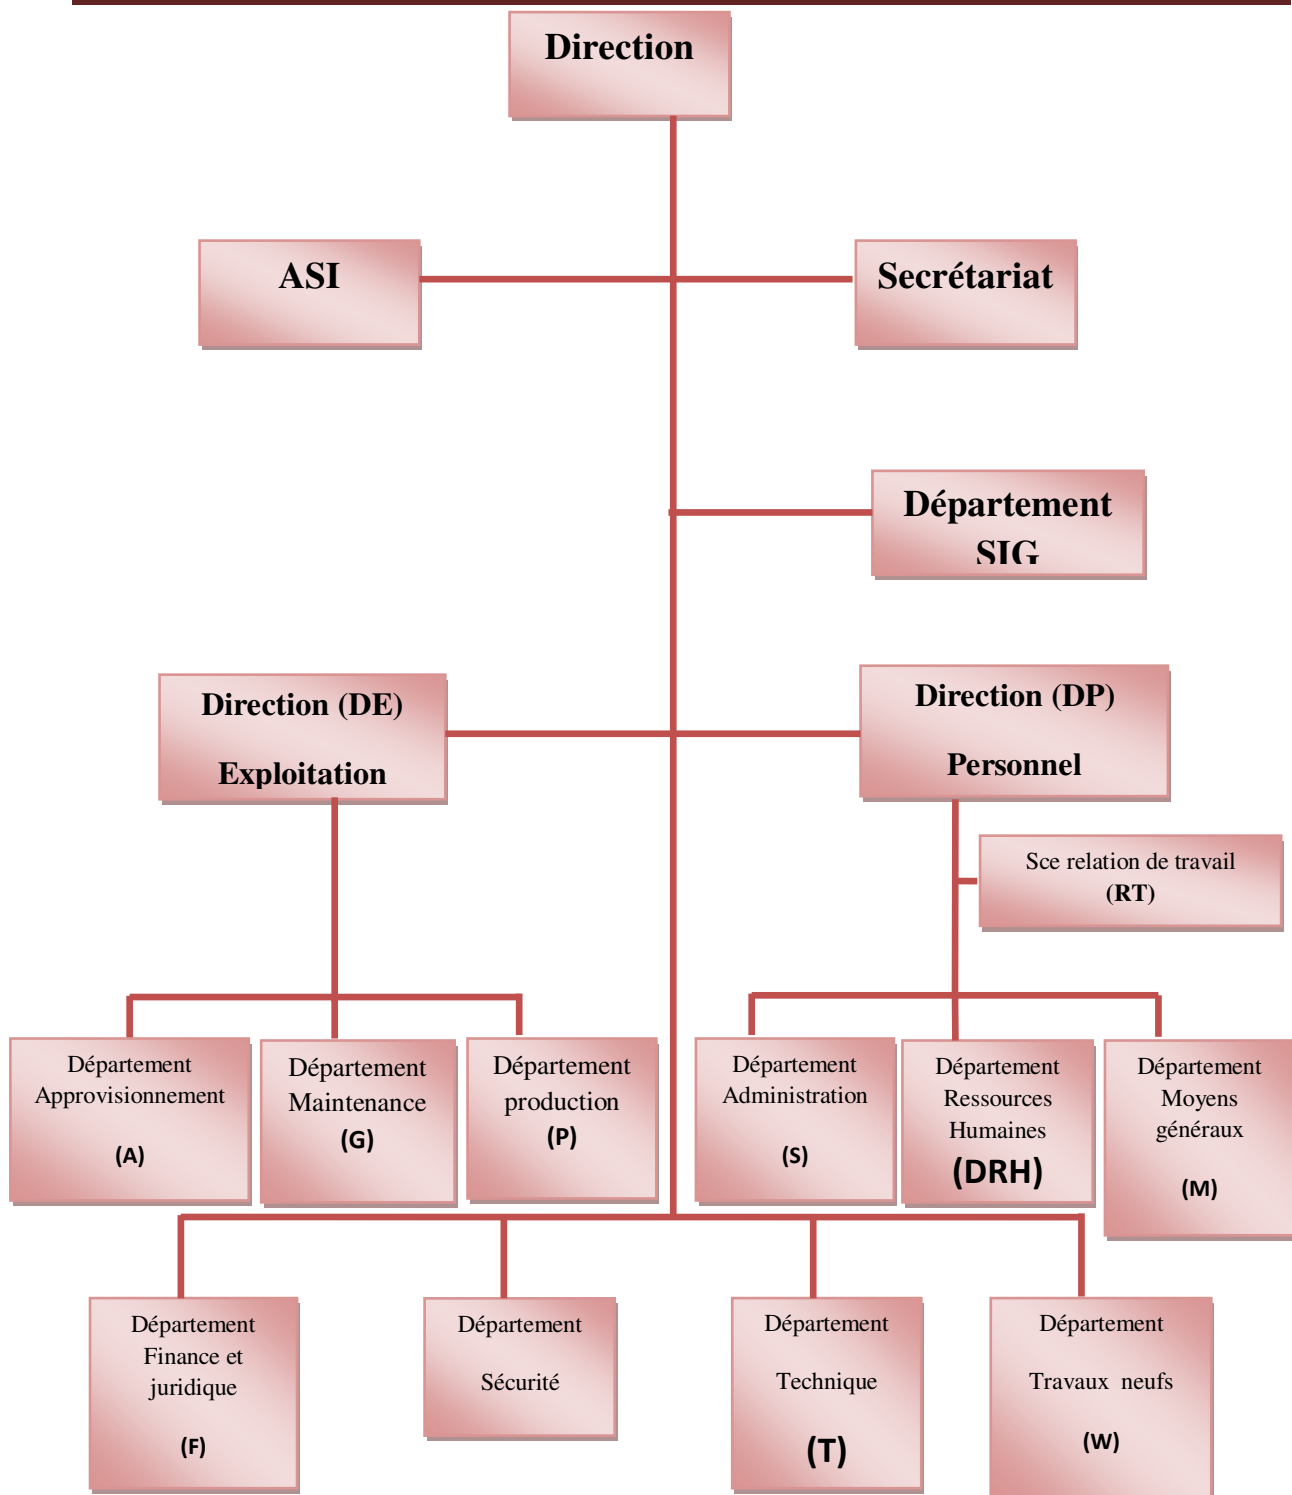 Direction
ASI
Secrétariat
Département
SIG
Direction (DE)
Exploitation
Direction (DP)
Personnel
Sce relation de travail
(RT)
Département
Approvisionnement
(A)
Département
Maintenance
(G)
Département
production
(P)
Département
Administration
(S)
Département
Ressources
Humaines
(DRH)
Département
Moyens
généraux
(M)
Département
Finance et
juridique
(F)
Département
Sécurité
Département
Technique
(T)
Département
Travaux neufs
(W)